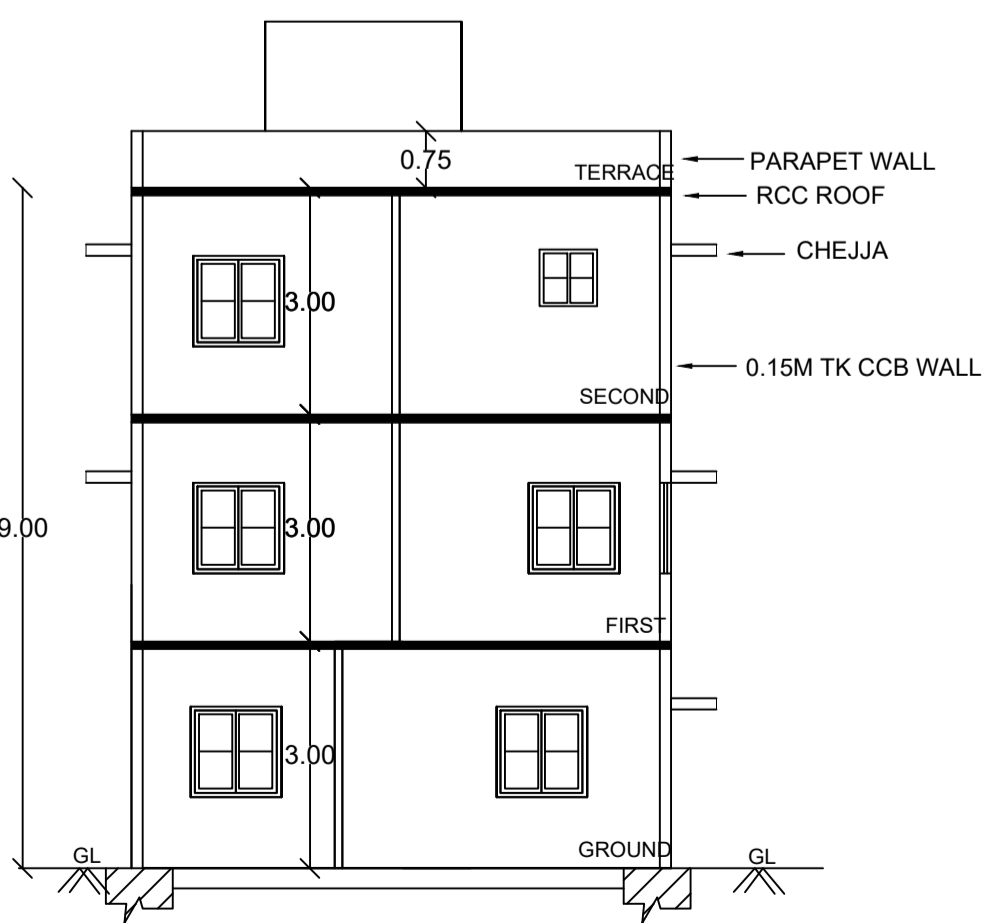 0.75
TERRACE
PARAPET WALL
RCC ROOF
CHEJJA
3.00
0.15M TK CCB WALL
SECOND
9.00
3.00
FIRST
3.00
GROUND
GL
GL